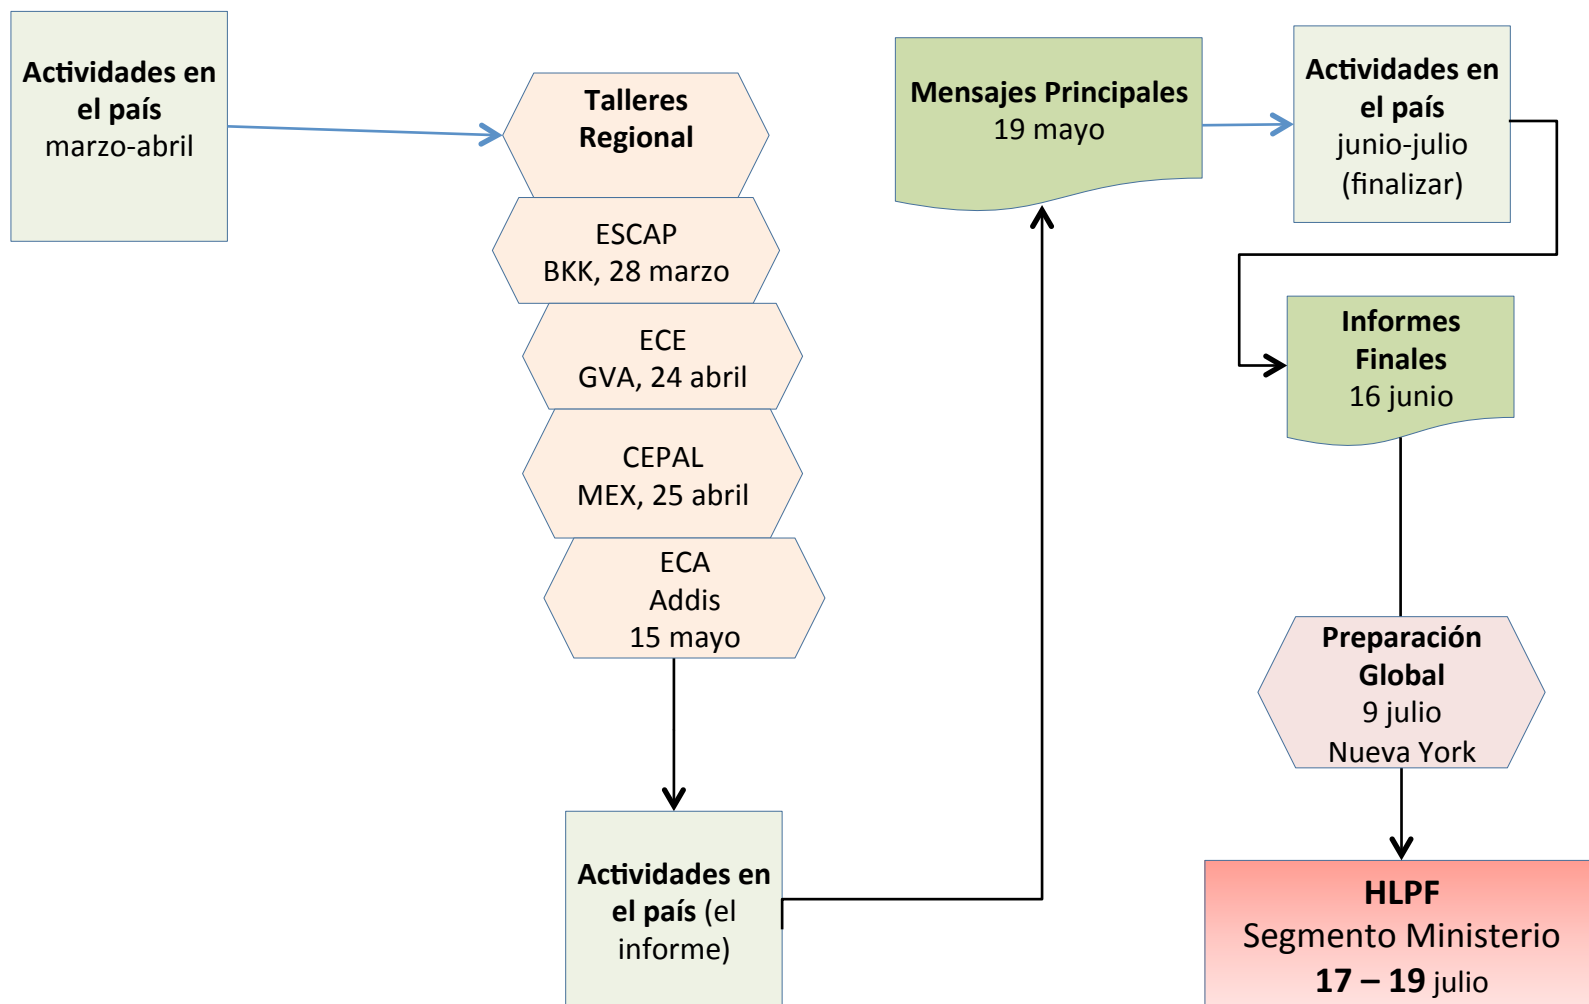 Actividades en
el país
marzo-abril
Talleres
Regional
ESCAP
BKK, 28 marzo
ECE
GVA, 24 abril
CEPAL
MEX, 25 abril
ECA
Addis
15 mayo
Actividades en
el país (el
informe)
Mensajes Principales
19 mayo
Actividades en
el país
junio-julio
(finalizar)
Informes
Finales
16 junio
Preparación
Global
9 julio
Nueva York
HLPF
Segmento Ministerio
17 – 19 julio